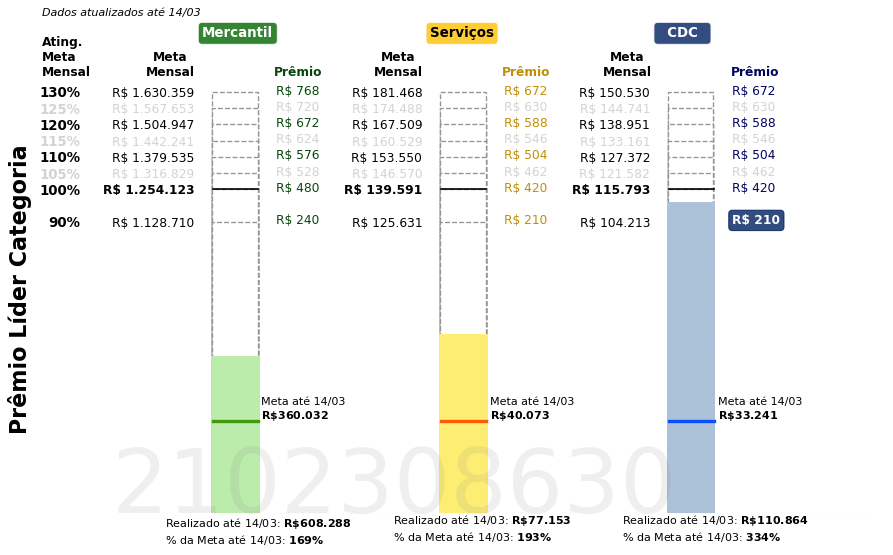 Dados atualizados até 14/03
Mercantil Serviços CDC
Ating.
Meta Meta Meta Meta
Mensal Mensal Prêmio Mensal Prêmio Mensal Prêmio
130% R$ 1.630.359 R$ 768 R$ 181.468 R$ 672 R$ 150.530 R$ 672
125% R$ 1.567.653 R$ 720 R$ 174.488 R$ 630 R$ 144.741 R$ 630
120% R$ 1.504.947 R$ 672 R$ 167.509 R$ 588 R$ 138.951 R$ 588
115% R$ 1.442.241 R$ 624 R$ 160.529 R$ 546 R$ 133.161 R$ 546
110% R$ 1.379.535 R$ 576 R$ 153.550 R$ 504 R$ 127.372 R$ 504
105% R$ 1.316.829 R$ 528 R$ 146.570 R$ 462 R$ 121.582 R$ 462
100% R$ 1.254.123 R$ 480 R$ 139.591 R$ 420 R$ 115.793 R$ 420
90% R$ 1.128.710 R$ 240 R$ 125.631 R$ 210 R$ 104.213 R$ 210
Prêmio Líder Categoria
Meta até 14/03 Meta até 14/03 Meta até 14/03
R$360.032 R$40.073 R$33.241
2102308630
Realizado até 14/03: R$608.288 Realizado até 14/03: R$77.153 Realizado até 14/03: R$110.864
% da Meta até 14/03: 169% % da Meta até 14/03: 193% % da Meta até 14/03: 334%